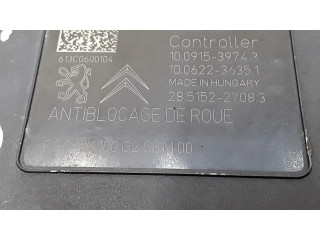 Controller
61JC0600104
10.0915-3974.3
10.0622-3635.1
MADE IN HUNGARY
28.5152-2708.3
ANTIBLOCAGE DE ROUE